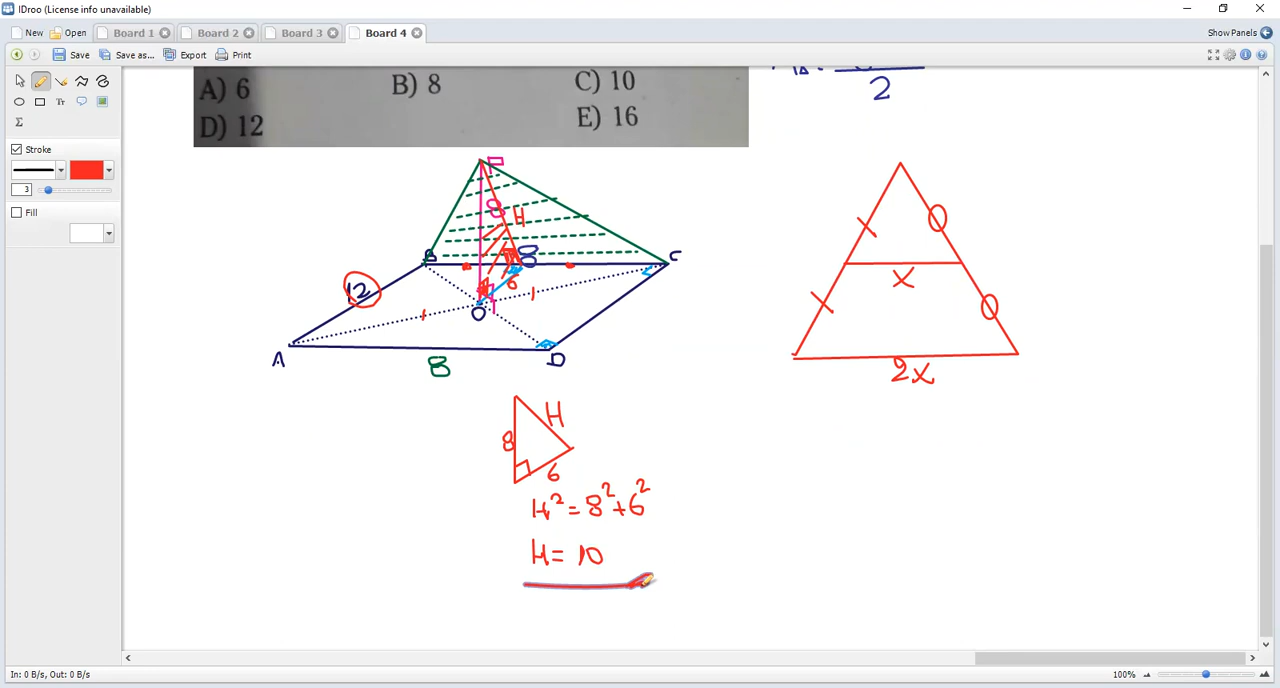 IDroo (License info unavailable)
New Open Board 1 Board 2 Board 3 Board 4 Show Panels
Save Save as... Export Print
A) 6 B) 8 C) 10
D) 12 E) 16
2
Stroke
3
Fill
8 H
B 8 C
12 6
O
A D
8
x
2x
H
8
6
H² = 8² + 6²
H = 10
In: 0 B/s, Out: 0 B/s 100%